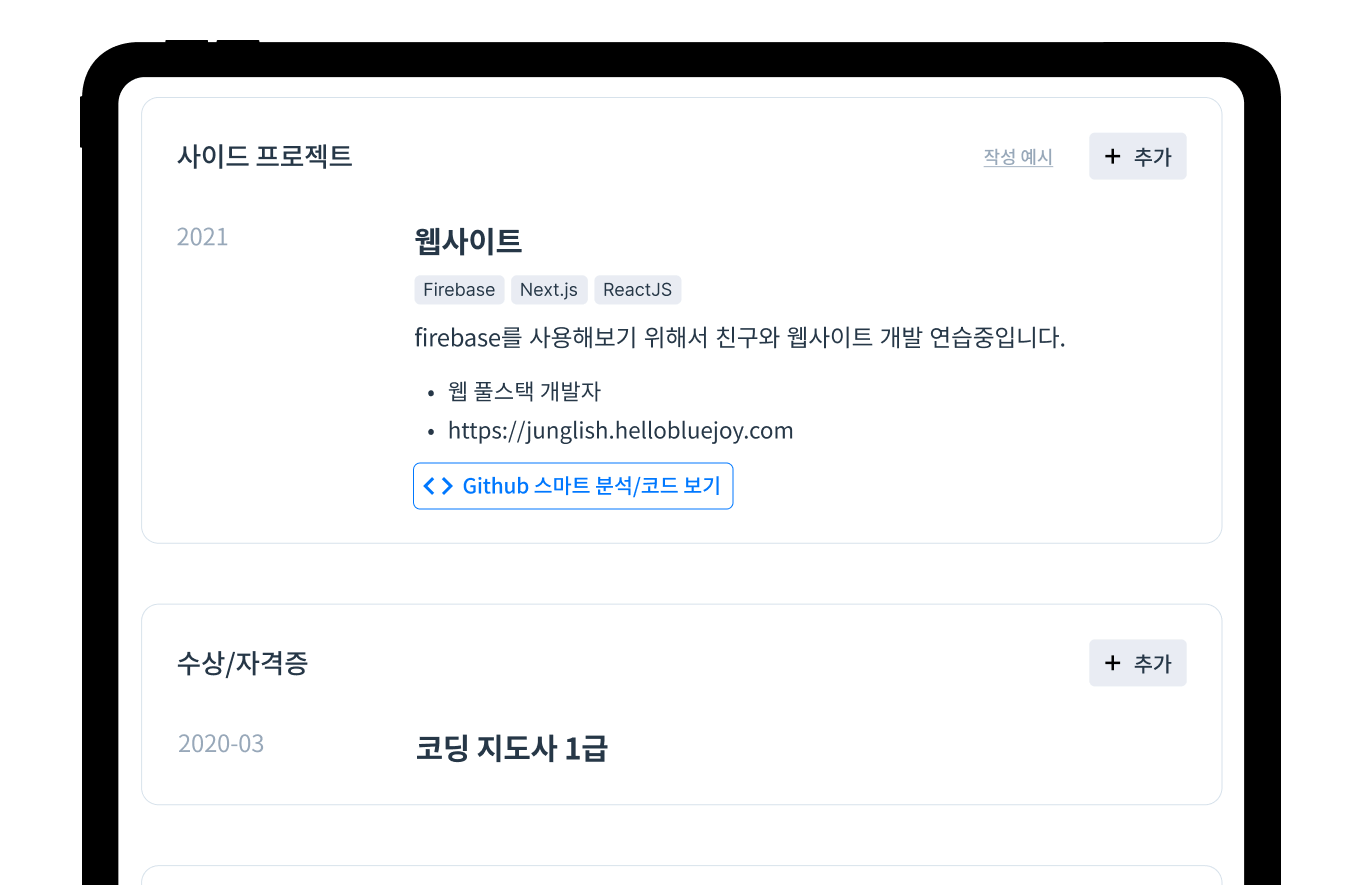 사이드 프로젝트
작성 예시
+ 추가
2021
웹사이트
Firebase Next.js ReactJS
firebase를 사용해보기 위해서 친구와 웹사이트 개발 연습중입니다.
• 웹 풀스택 개발자
• https://junglish.hellobluejoy.com
<> Github 스마트 분석/코드 보기
수상/자격증
+ 추가
2020-03
코딩 지도사 1급